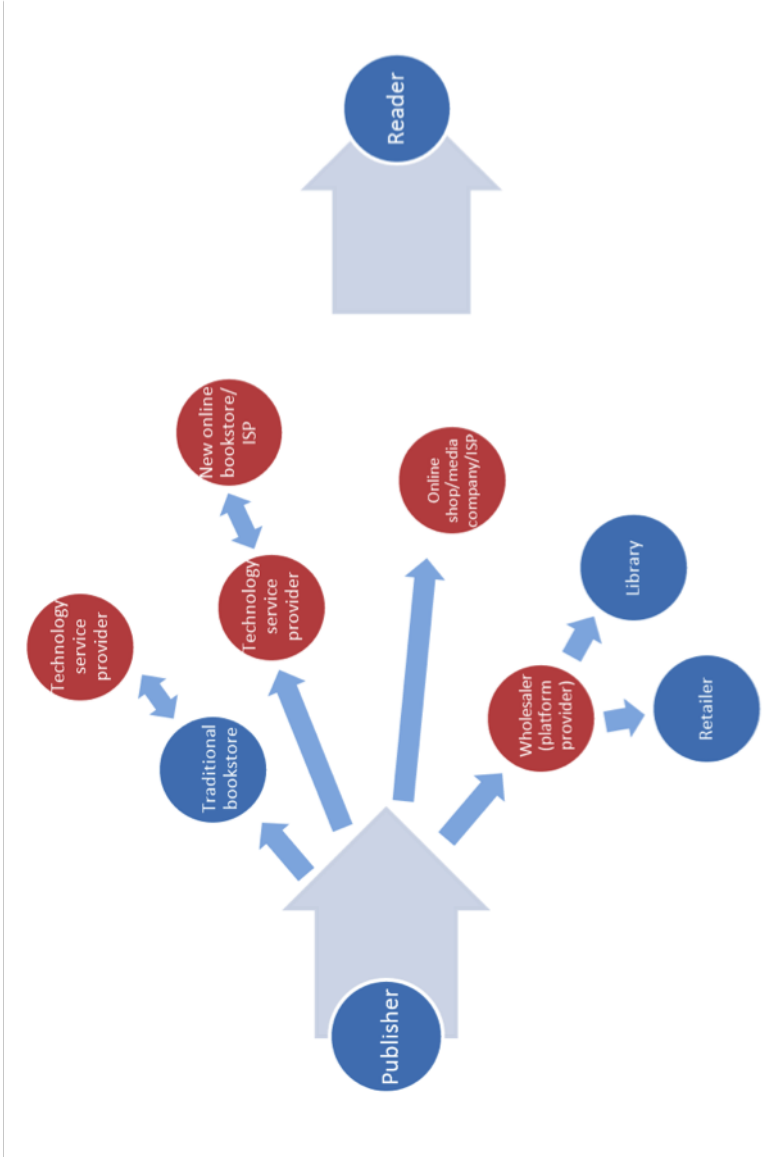 Publisher
Traditional
bookstore
Technology
service
provider
Technology
service
provider
New online
bookstore/
ISP
Online
shop/media
company/ISP
Wholesaler
(platform
provider)
Retailer
Library
Reader